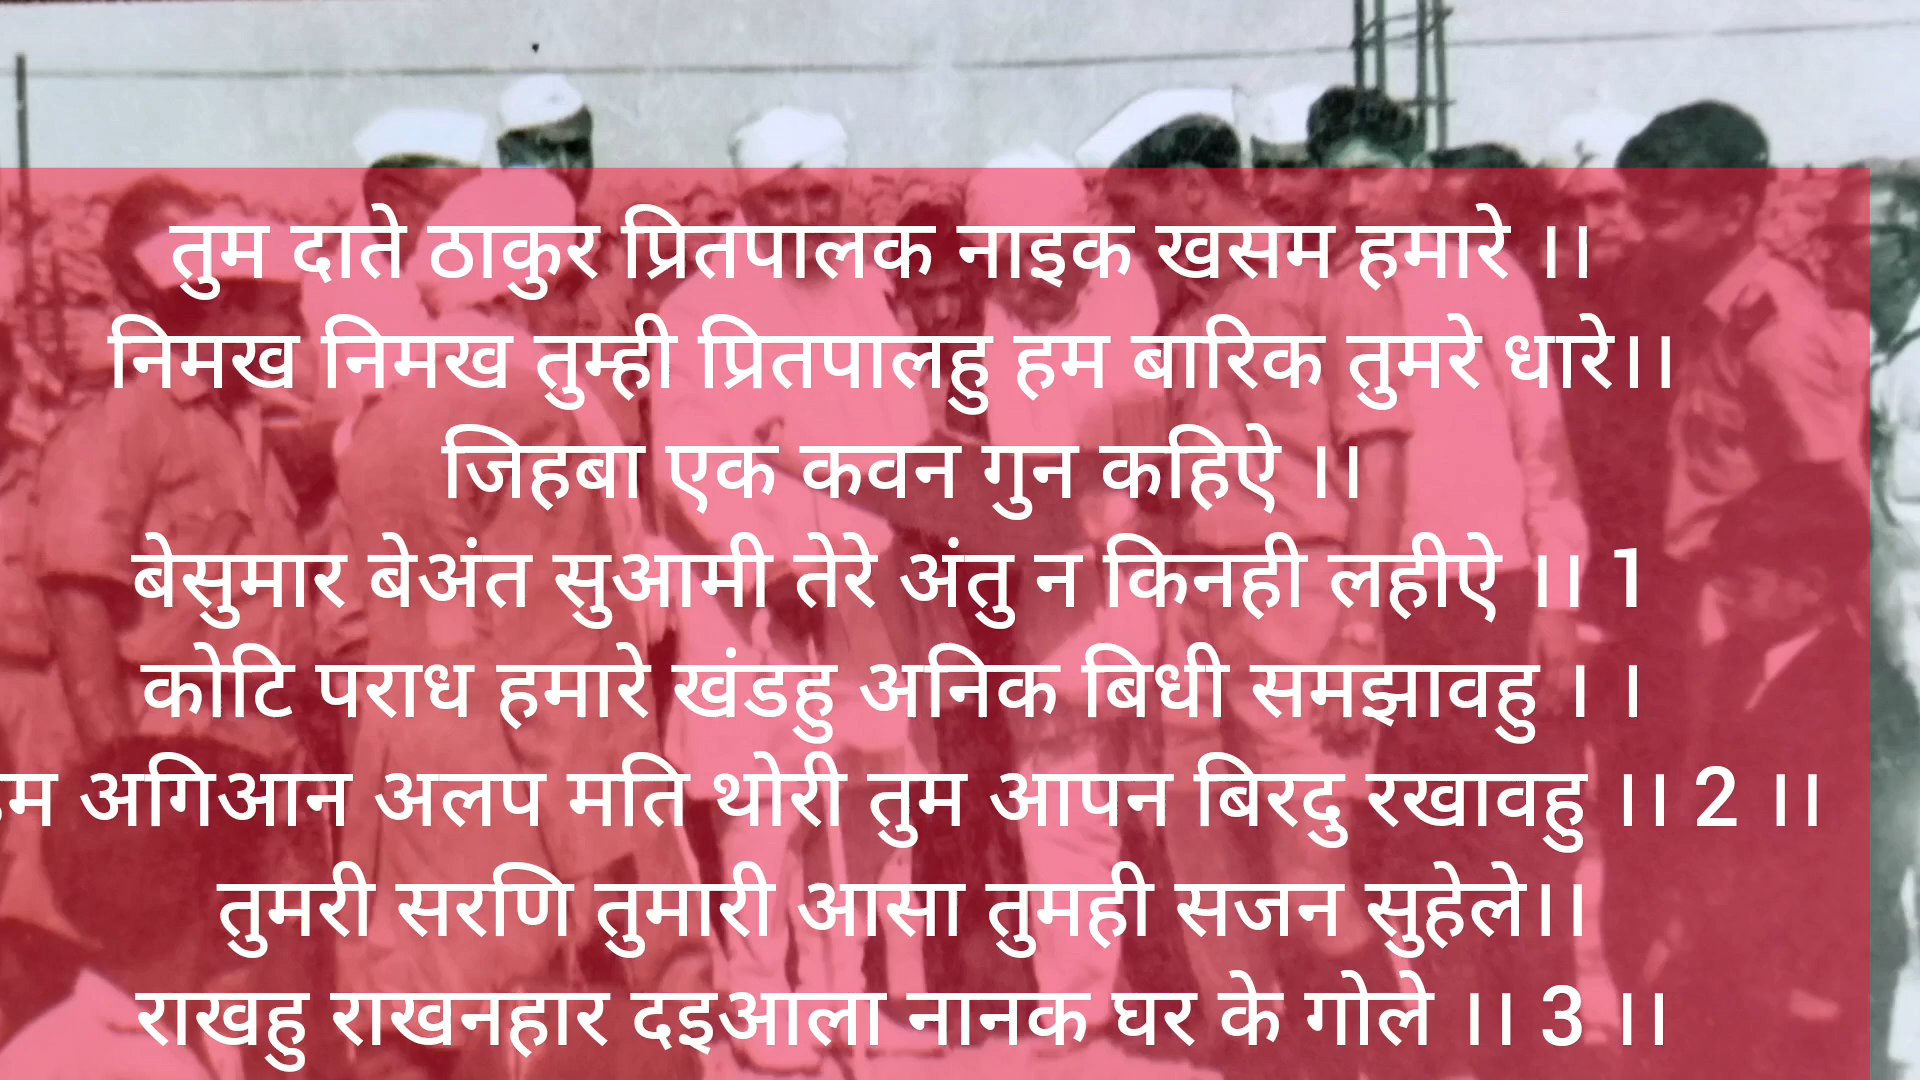 तुम दाते ठाकुर प्रितपालक नाइक खसम हमारे ।।
निमख निमख तुम्ही प्रितपालहु हम बारिक तुमरे धारे।।
जिहबा एक कवन गुन कहिऐ ।।
बेसुमार बेअंत सुआमी तेरे अंतु न किनही लहीऐ ।। 1
कोटि पराध हमारे खंडहु अनिक बिधी समझावहु । ।
अगिआन अलप मति थोरी तुम आपन बिरदु रखावहु ।। 2 ।।
तुमरी सरणि तुमारी आसा तुमही सजन सुहेले।।
राखहु राखनहार दइआला नानक घर के गोले ।। 3 ।।